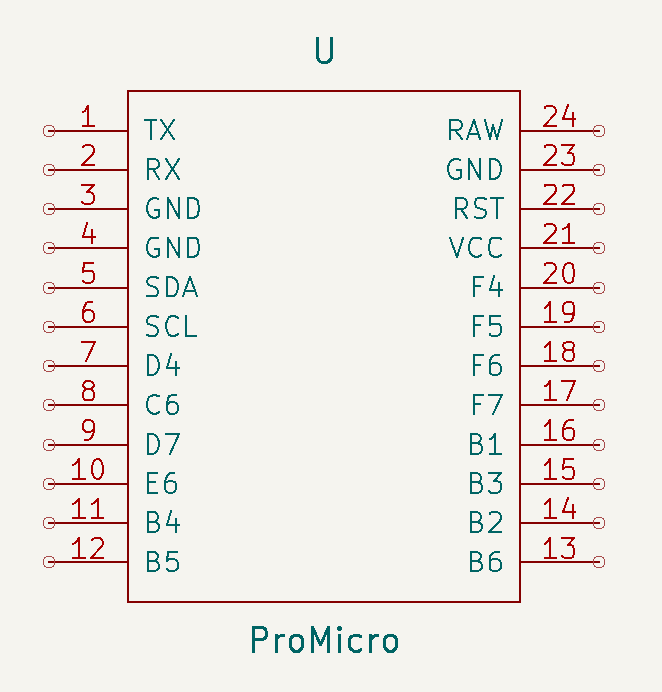 U
1 TX RAW 24
2 RX GND 23
3 GND RST 22
4 GND VCC 21
5 SDA F4 20
6 SCL F5 19
7 D4 F6 18
8 C6 F7 17
9 D7 B1 16
10 E6 B3 15
11 B4 B2 14
12 B5 B6 13
ProMicro